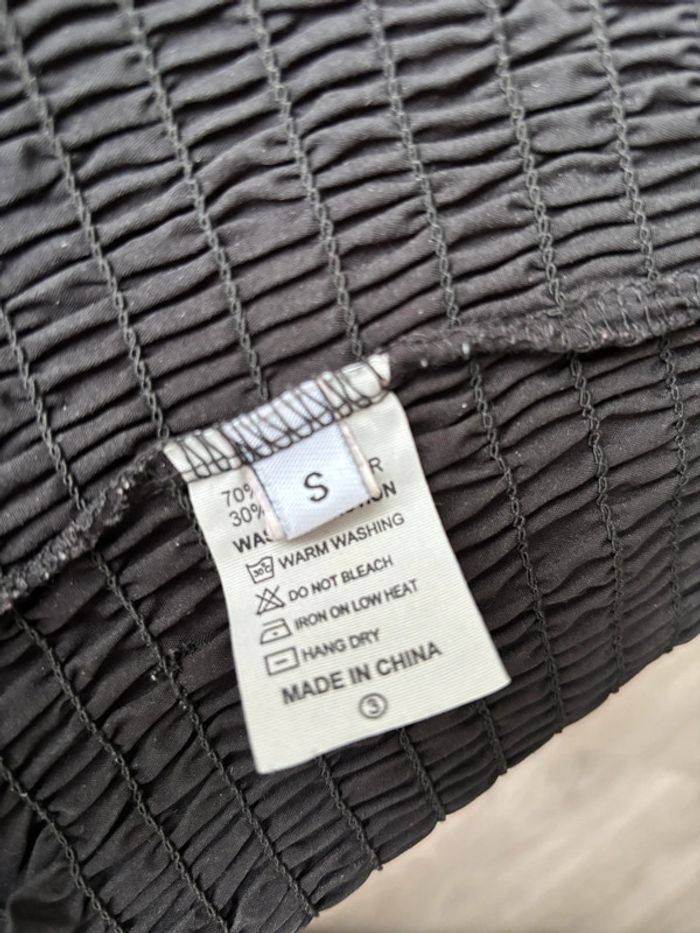 S
70%
30%
WARM WASHING
30°C
DO NOT BLEACH
IRON ON LOW HEAT
HANG DRY
MADE IN CHINA
3